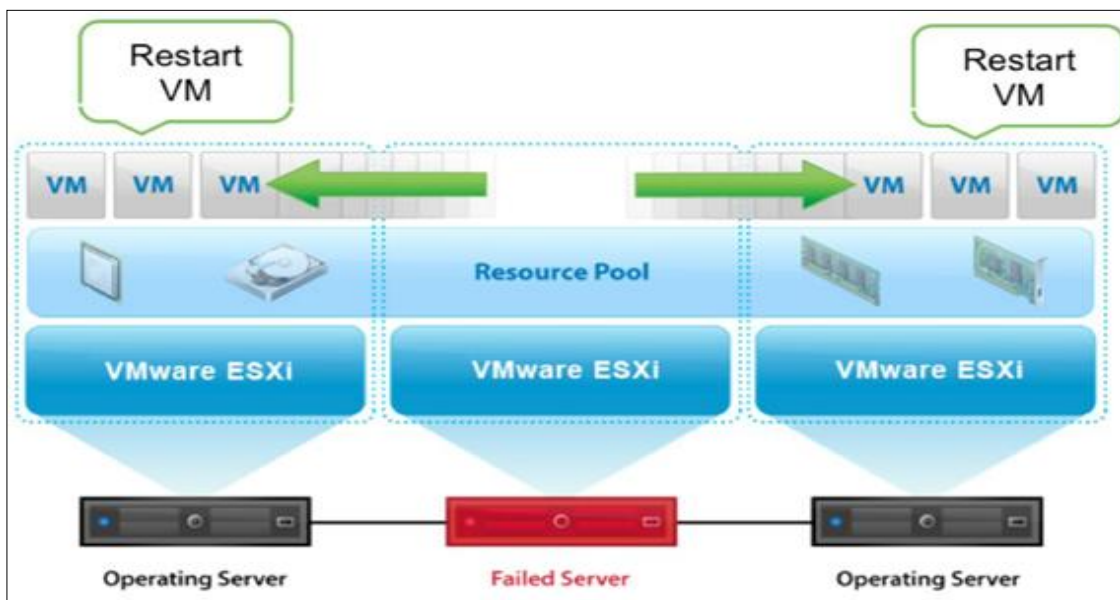 Restart
VM
Restart
VM
VM VM VM VM VM VM
Resource Pool
VMware ESXi VMware ESXi VMware ESXi
Operating Server Failed Server Operating Server